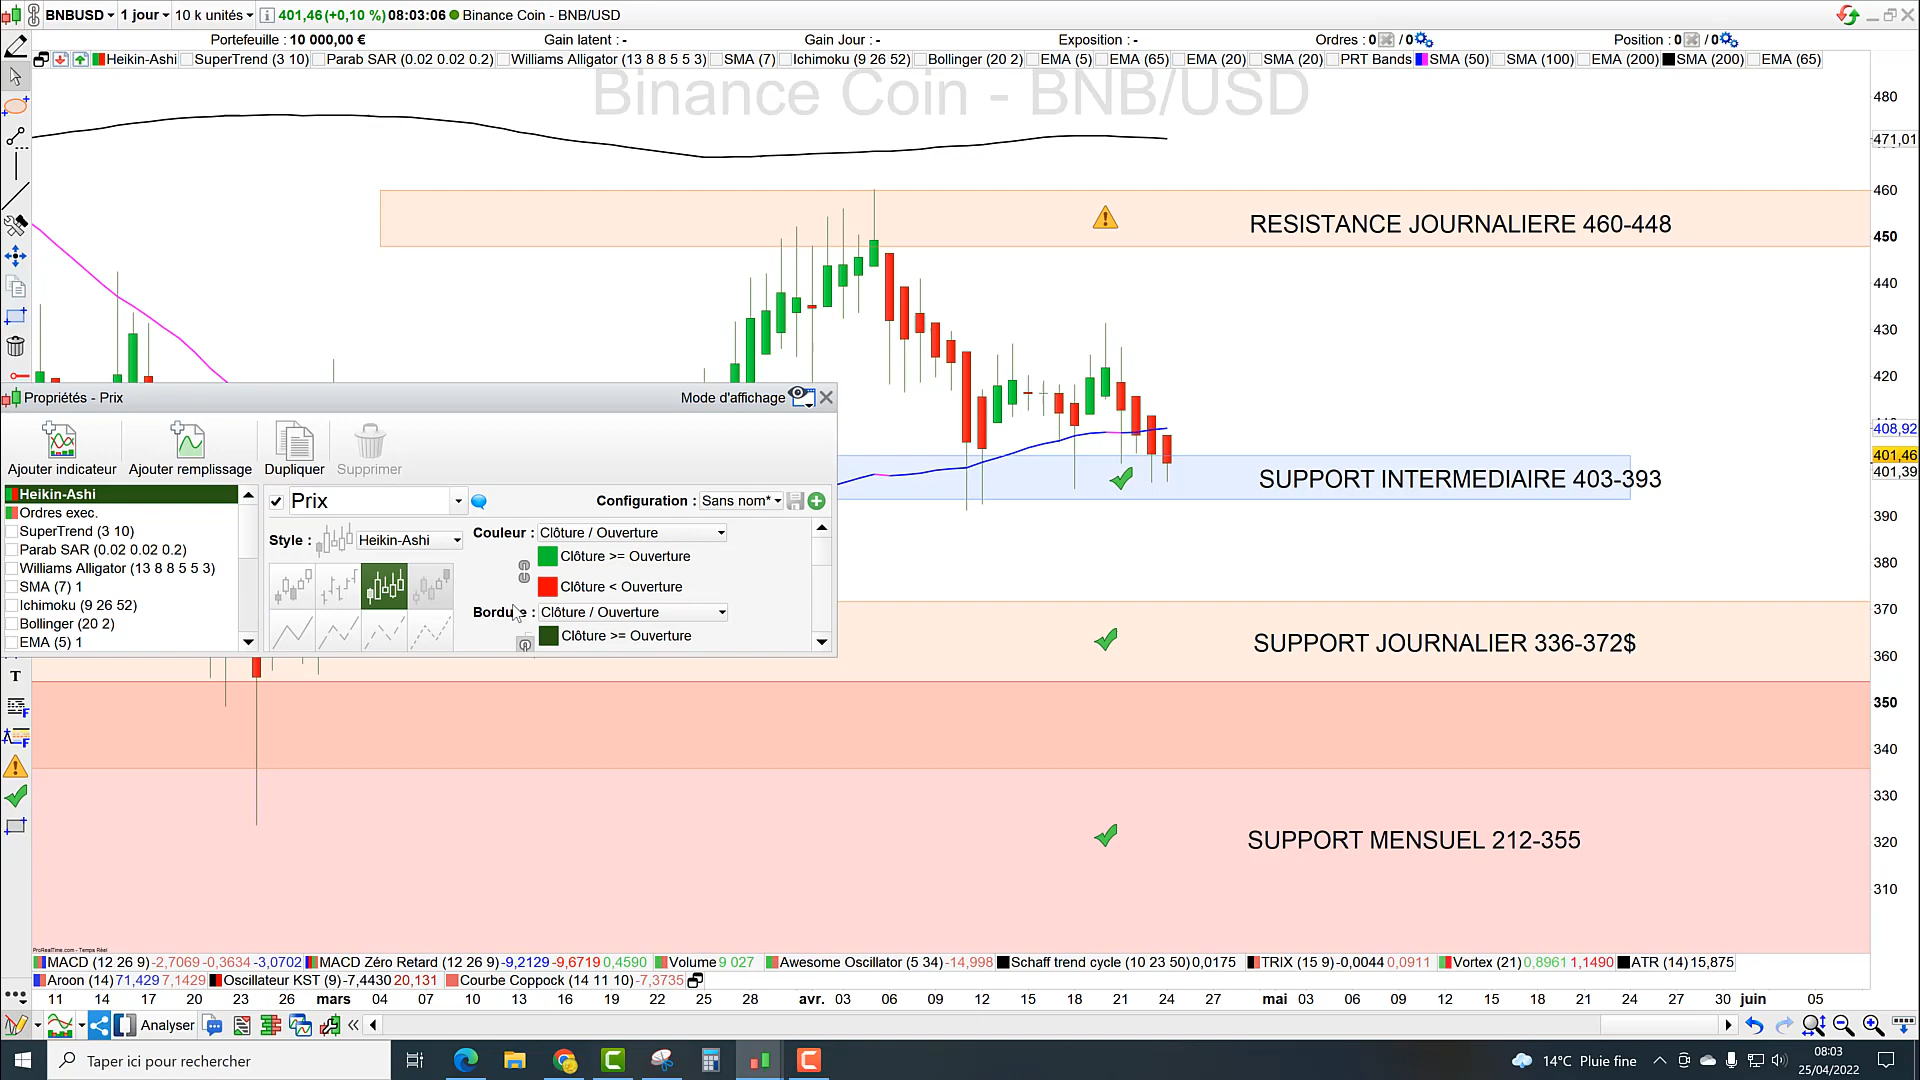 BNBUSD 1 jour 10 k unités 401,46 (+0,10 %) 08:03:06 Binance Coin - BNB/USD
Portefeuille : 10 000,00 € Gain latent : - Gain Jour : - Exposition : - Ordres : 0 / 0 Position : 0 / 0
Heikin-Ashi SuperTrend (3 10) Parab SAR (0.02 0.02 0.2) Williams Alligator (13 8 8 5 5 3) SMA (7) Ichimoku (9 26 52) Bollinger (20 2) EMA (5) EMA (65) EMA (20) SMA (20) PRT Bands SMA (50) SMA (100) EMA (200) SMA (200) EMA (65)
Binance Coin - BNB/USD
480
471,01
460
RESISTANCE JOURNALIERE 460-448
450
440
430
420
408,92
401,46
401,39
SUPPORT INTERMEDIAIRE 403-393
390
380
370
SUPPORT JOURNALIER 336-372$
360
350
340
330
SUPPORT MENSUEL 212-355
320
310
Propriétés - Prix Mode d'affichage
Ajouter indicateur Ajouter remplissage Dupliquer Supprimer
Heikin-Ashi
Ordres exec.
SuperTrend (3 10)
Parab SAR (0.02 0.02 0.2)
Williams Alligator (13 8 8 5 5 3)
SMA (7) 1
Ichimoku (9 26 52)
Bollinger (20 2)
EMA (5) 1
Prix Configuration : Sans nom*
Style : Heikin-Ashi Couleur : Clôture / Ouverture
Clôture >= Ouverture
Clôture < Ouverture
Bordure : Clôture / Ouverture
Clôture >= Ouverture
T
ProRealTime.com - Temps Réel
MACD (12 26 9) -2,7069 -0,3634 -3,0702 MACD Zéro Retard (12 26 9) -9,2129 -9,6719 0,4590 Volume 9 027 Awesome Oscillator (5 34) -14,998 Schaff trend cycle (10 23 50) 0,0175 TRIX (15 9) -0,0044 0,0911 Vortex (21) 0,8961 1,1490 ATR (14) 15,875
Aroon (14) 71,429 7,1429 Oscillateur KST (9) -7,4430 20,131 Courbe Coppock (14 11 10) -7,3735
11 14 17 20 23 26 mars 04 07 10 13 16 19 22 25 28 avr. 03 06 09 12 15 18 21 24 27 mai 03 06 09 12 15 18 21 24 27 30 juin 05
Analyser
Taper ici pour rechercher
14°C Pluie fine
08:03
25/04/2022